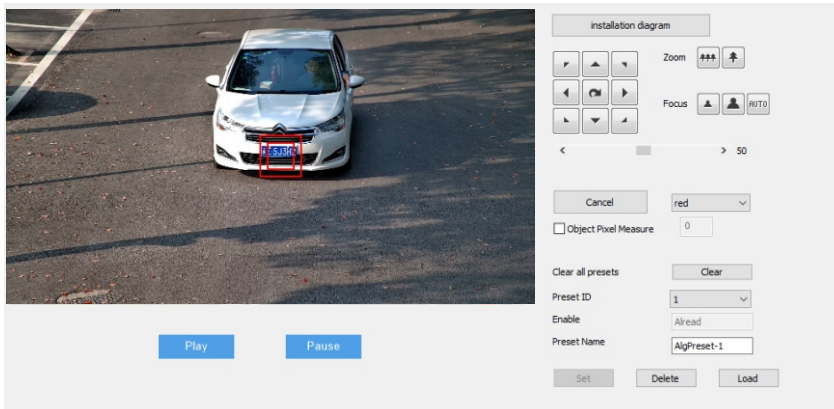 installation diagram
Zoom
Focus
AUTO
< > 50
Cancel
red
Object Pixel Measure
0
Clear all presets
Clear
Preset ID
1
Enable
Alread
Preset Name
AlgPreset-1
Play
Pause
Set
Delete
Load